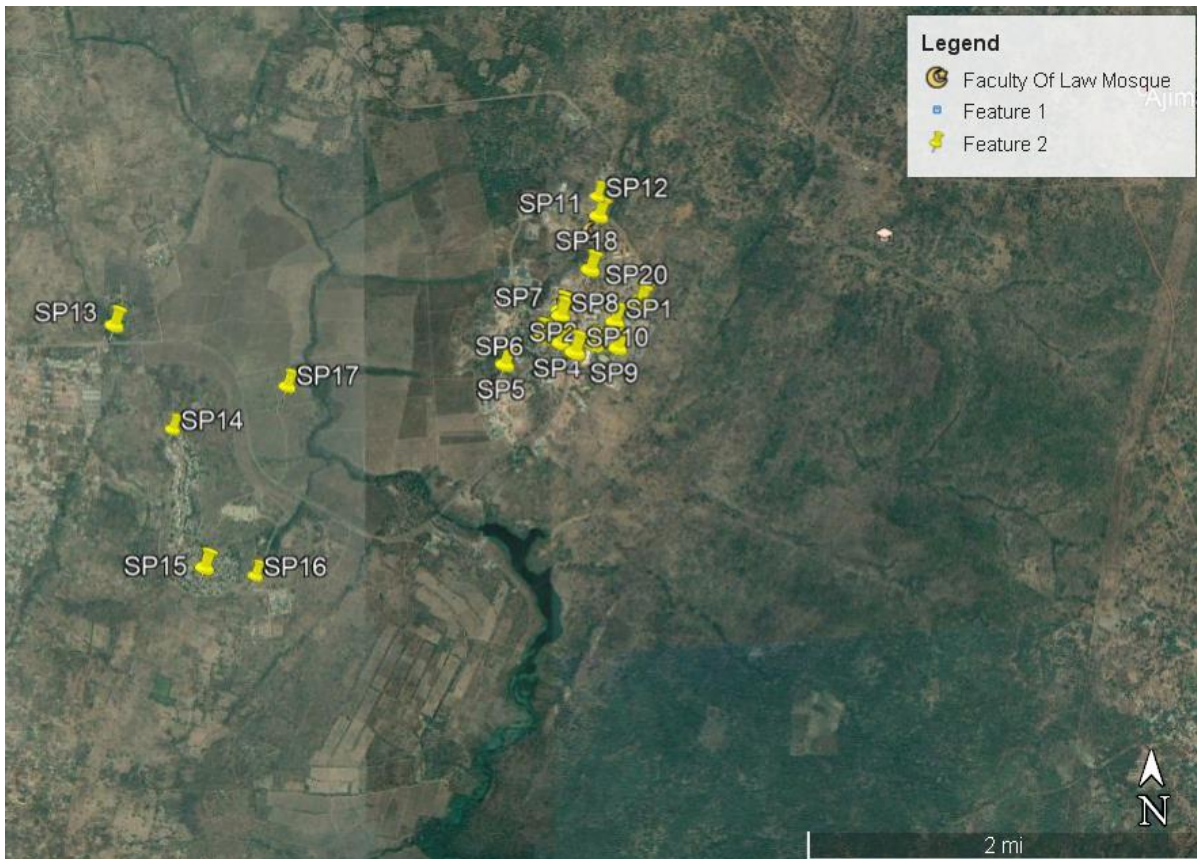 Legend
Faculty Of Law Mosque
Feature 1
Feature 2
Ajim
SP12
SP11
SP18
SP20
SP7
SP8
SP1
SP13
SP2
SP10
SP6
SP4
SP9
SP17
SP5
SP14
SP15
SP16
N
2 mi